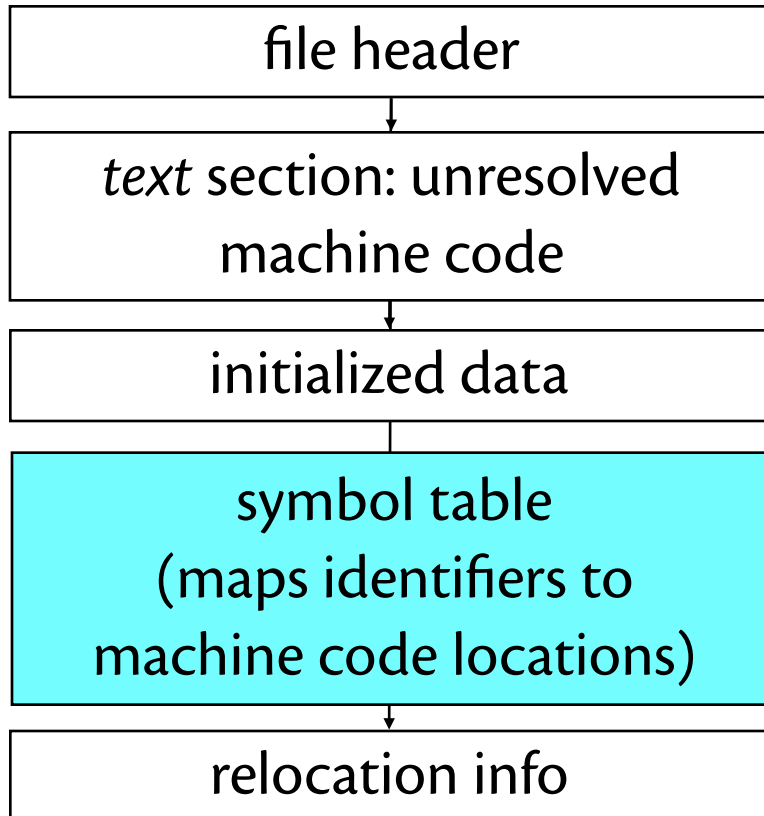 file header
text section: unresolved
machine code
initialized data
symbol table
(maps identifiers to
machine code locations)
relocation info